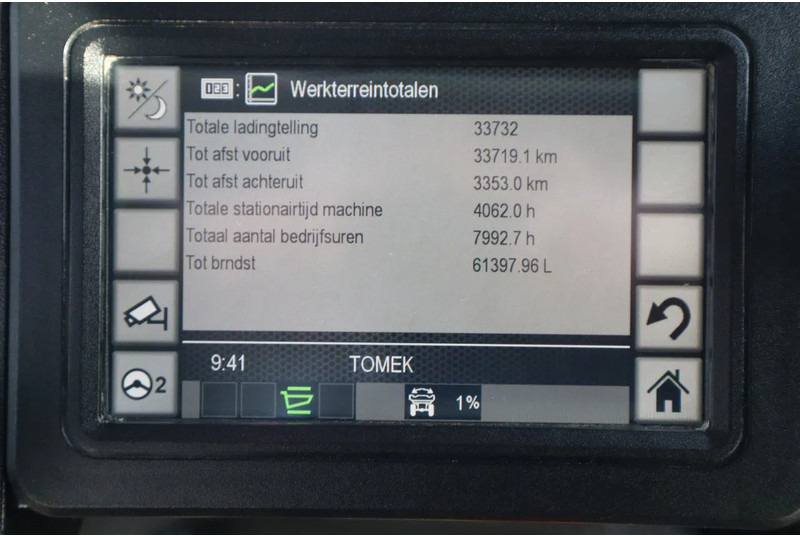 023: Werkterreintotalen
Totale ladingtelling 33732
Tot afst vooruit 33719.1 km
Tot afst achteruit 3353.0 km
Totale stationairtijd machine 4062.0 h
Totaal aantal bedrijfsuren 7992.7 h
Tot brndst 61397.96 L
9:41 TOMEK
2
1%